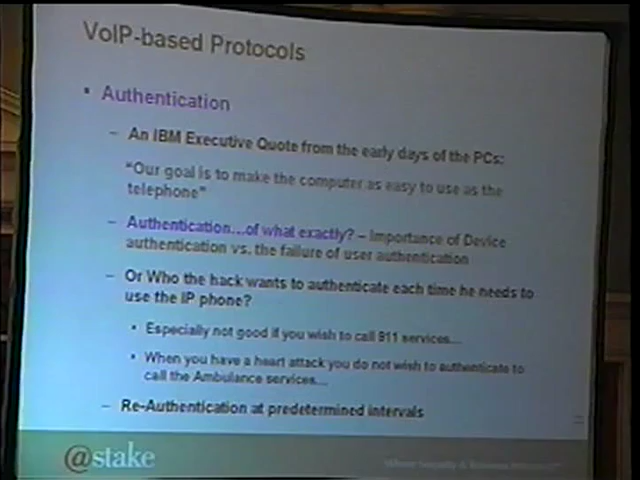 VoIP-based Protocols
• Authentication
– An IBM Executive Quote from the early days of the PCs:
"Our goal is to make the computer as easy to use as the
telephone"
– Authentication...of what exactly? – Importance of Device
authentication vs. the failure of user authentication
– Or Who the hack wants to authenticate each time he needs to
use the IP phone?
• Especially not good if you wish to call 911 services...
• When you have a heart attack you do not wish to authenticate to
call the Ambulance services...
– Re-Authentication at predetermined intervals
@stake